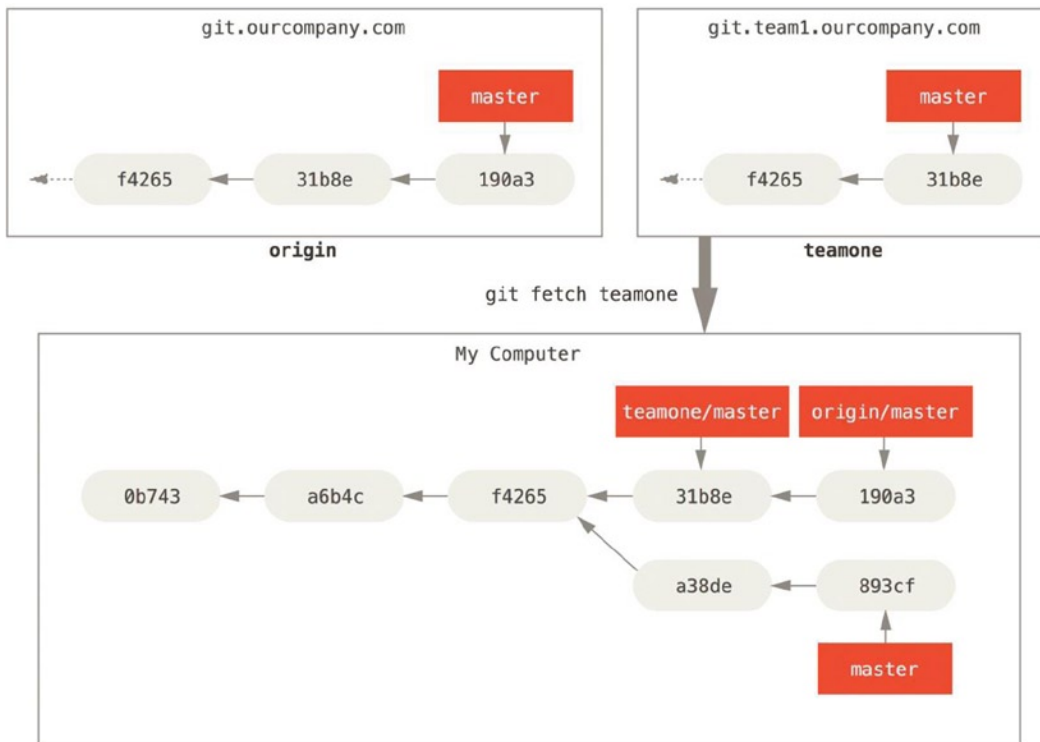 git.ourcompany.com
master
f4265
31b8e
190a3
origin
git.team1.ourcompany.com
master
f4265
31b8e
teamone
git fetch teamone
My Computer
teamone/master
origin/master
0b743
a6b4c
f4265
31b8e
190a3
a38de
893cf
master